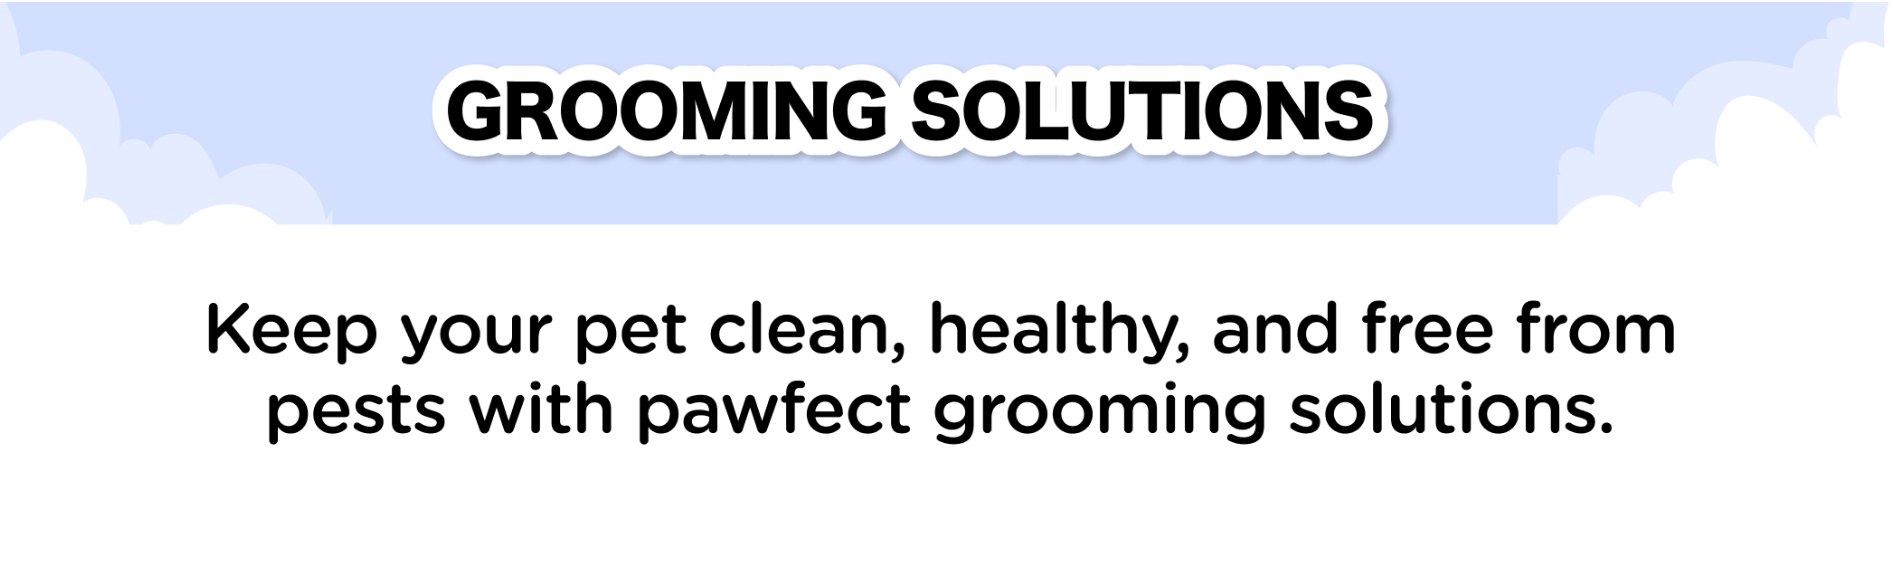 GROOMING SOLUTIONS
Keep your pet clean, healthy, and free from
pests with pawfect grooming solutions.